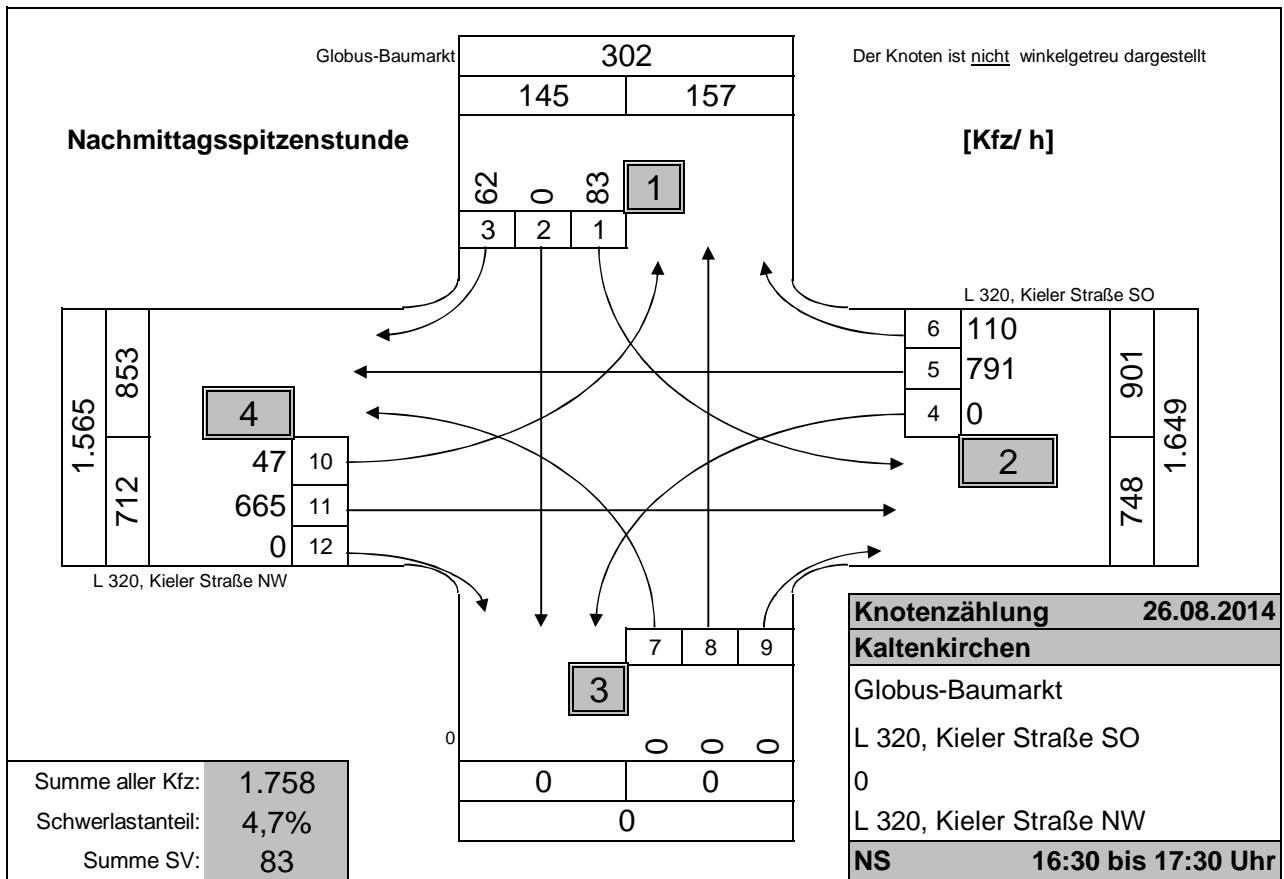 Globus-Baumarkt
302
Der Knoten ist nicht winkelgetreu dargestellt
145 157
Nachmittagsspitzenstunde
[Kfz/ h]
62 0 83
1
3 2 1
L 320, Kieler Straße SO
6 110
5 791
4 0
901
748
1.649
2
1.565
853
712
4
47 10
665 11
0 12
L 320, Kieler Straße NW
7 8 9
3
0
0 0 0
0 0
0
Summe aller Kfz: 1.758
Schwerlastanteil: 4,7%
Summe SV: 83
Knotenzählung 26.08.2014
Kaltenkirchen
Globus-Baumarkt
L 320, Kieler Straße SO
0
L 320, Kieler Straße NW
NS 16:30 bis 17:30 Uhr